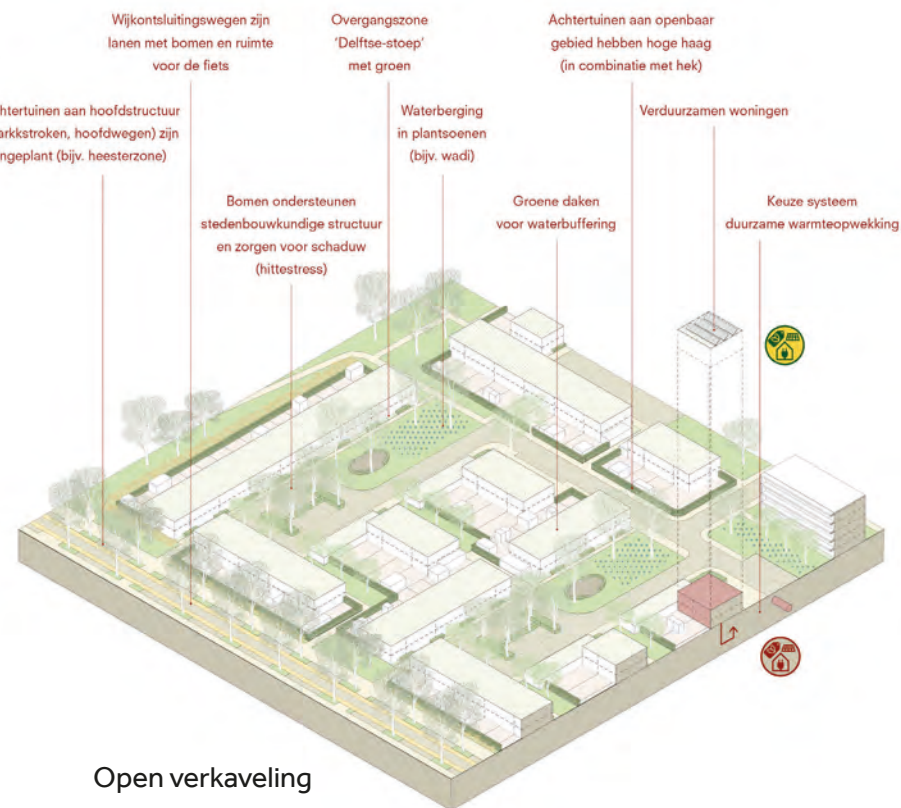 Wijkontsluitingswegen zijn
lanen met bomen en ruimte
voor de fiets
Overgangszone
‘Delftse-stoep’
met groen
Achtertuinen aan openbaar
gebied hebben hoge haag
(in combinatie met hek)
htertuinen aan hoofdstructuur
arkkstroken, hoofdwegen) zijn
ngeplant (bijv. heesterzone)
Waterberging
in plantsoenen
(bijv. wadi)
Verduurzamen woningen
Bomen ondersteunen
stedenbouwkundige structuur
en zorgen voor schaduw
(hittestress)
Groene daken
voor waterbuffering
Keuze systeem
duurzame warmteopwekking
Open verkaveling